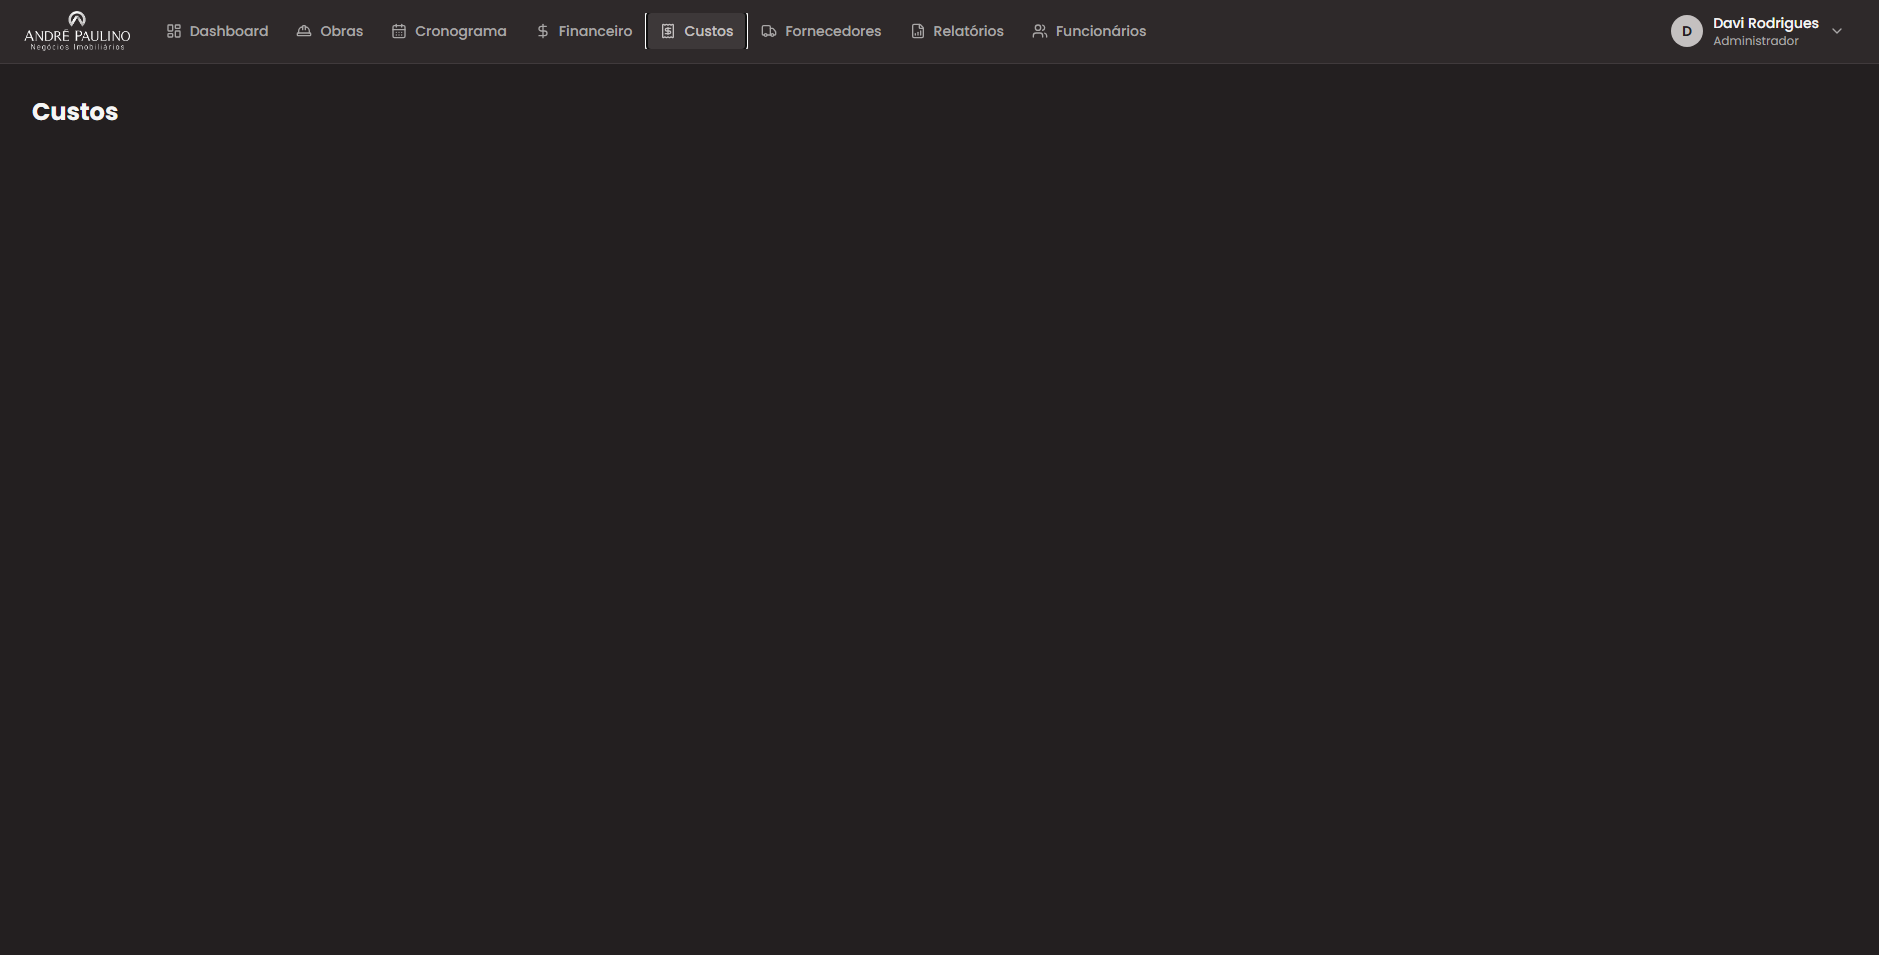 ANDRÉ PAULINO
Negócios Imobiliários
Dashboard
Obras
Cronograma
Financeiro
Custos
Fornecedores
Relatórios
Funcionários
D
Davi Rodrigues
Administrador
Custos